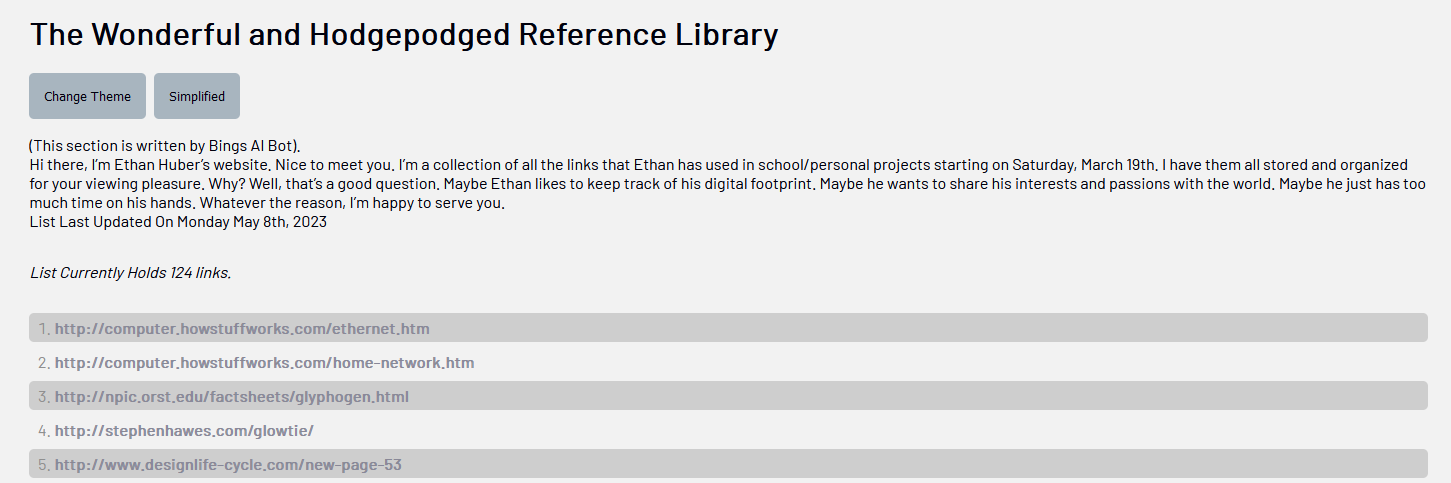 The Wonderful and Hodgepodged Reference Library
Change Theme
Simplified
(This section is written by Bings AI Bot).
Hi there, I'm Ethan Huber's website. Nice to meet you. I'm a collection of all the links that Ethan has used in school/personal projects starting on Saturday, March 19th. I have them all stored and organized
for your viewing pleasure. Why? Well, that's a good question. Maybe Ethan likes to keep track of his digital footprint. Maybe he wants to share his interests and passions with the world. Maybe he just has too
much time on his hands. Whatever the reason, I'm happy to serve you.
List Last Updated On Monday May 8th, 2023
List Currently Holds 124 links.
1. http://computer.howstuffworks.com/ethernet.htm
2. http://computer.howstuffworks.com/home-network.htm
3. http://npic.orst.edu/factsheets/glyphogen.html
4. http://stephenhawes.com/glowtie/
5. http://www.designlife-cycle.com/new-page-53